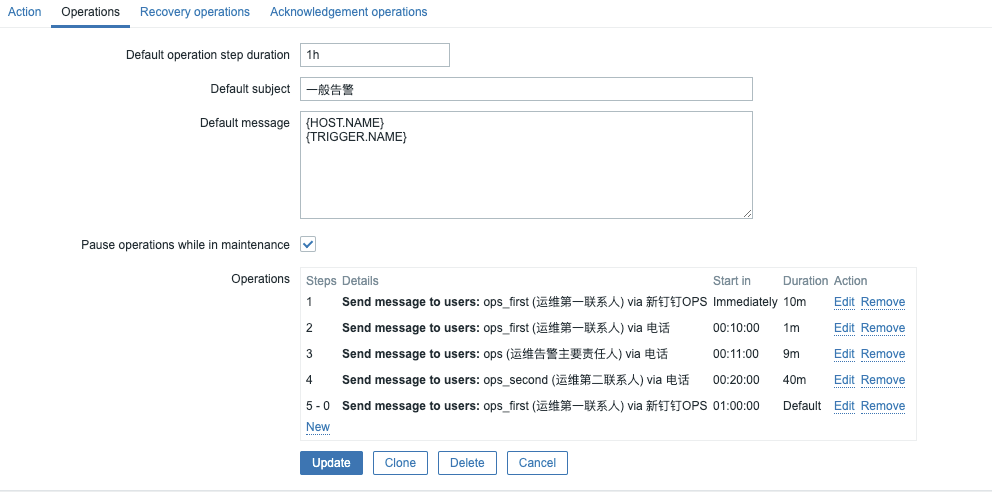 Action Operations Recovery operations Acknowledgement operations
Default operation step duration 1h
Default subject 一般告警
Default message {HOST.NAME}
{TRIGGER.NAME}
Pause operations while in maintenance
Operations Steps Details Start in Duration Action
1 Send message to users: ops_first (运维第一联系人) via 新钉钉OPS Immediately 10m Edit Remove
2 Send message to users: ops_first (运维第一联系人) via 电话 00:10:00 1m Edit Remove
3 Send message to users: ops (运维告警主要责任人) via 电话 00:11:00 9m Edit Remove
4 Send message to users: ops_second (运维第二联系人) via 电话 00:20:00 40m Edit Remove
5 - 0 Send message to users: ops_first (运维第一联系人) via 新钉钉OPS 01:00:00 Default Edit Remove
New
Update Clone Delete Cancel